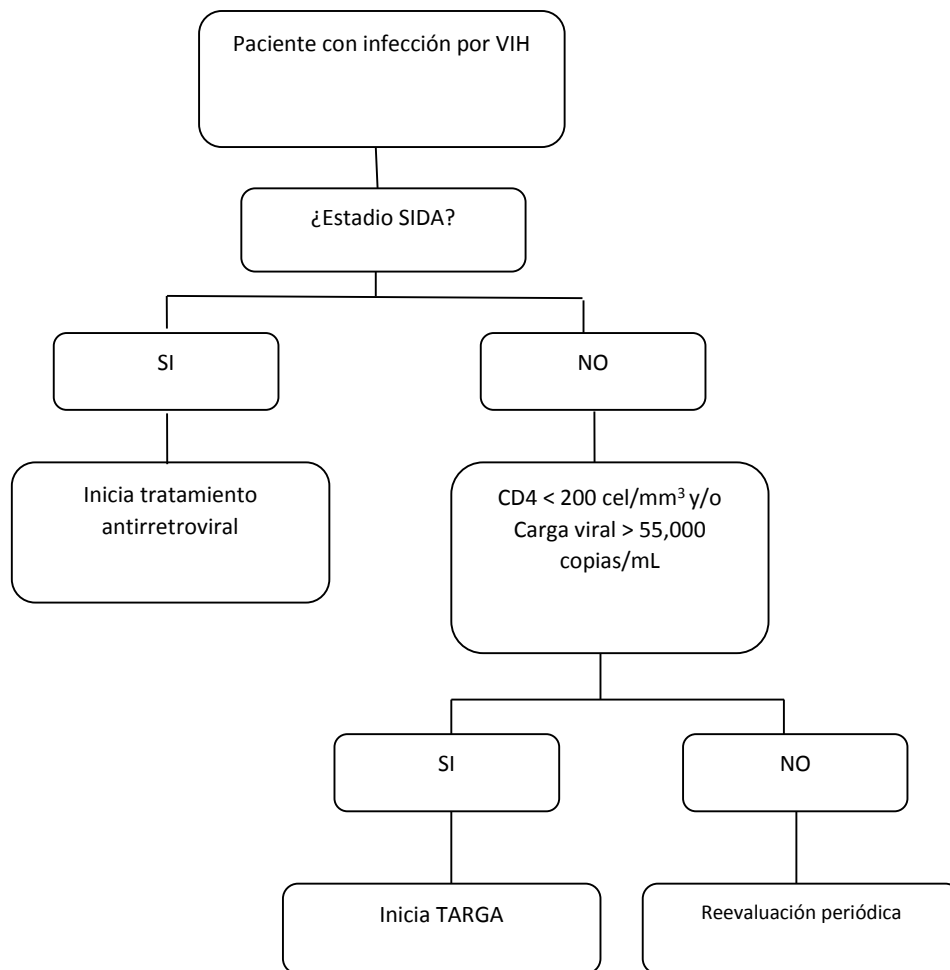 Paciente con infección por VIH
¿Estadio SIDA?
SI
NO
Inicia tratamiento
antirretroviral
CD4 < 200 cel/mm³ y/o
Carga viral > 55,000
copias/mL
SI
NO
Inicia TARGA
Reevaluación periódica